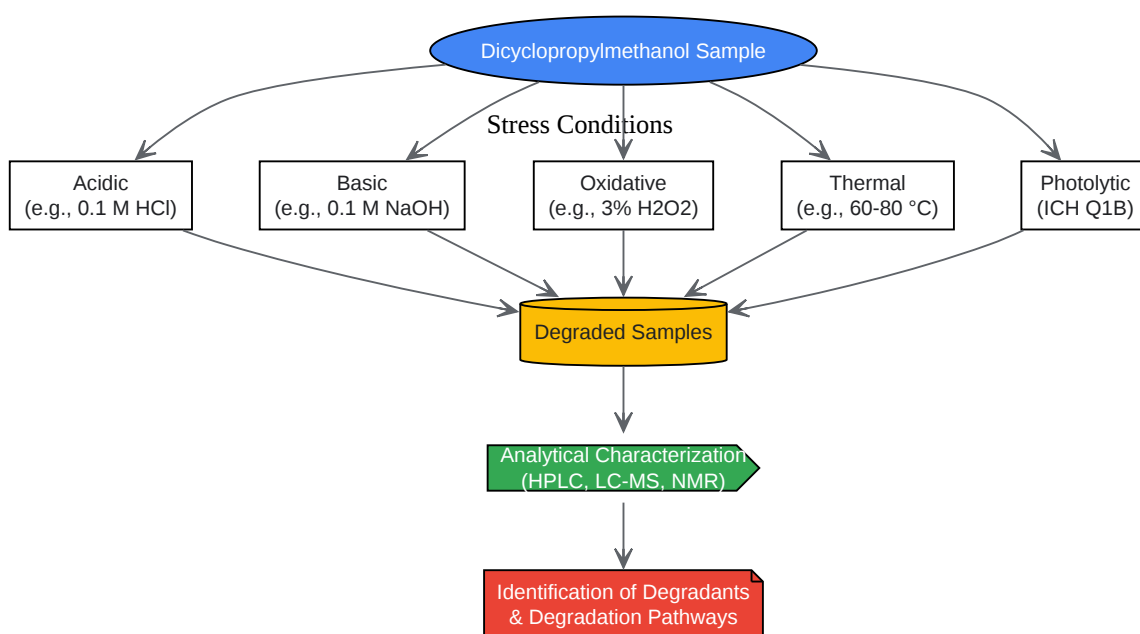 Dicyclopropylmethanol Sample
Stress Conditions
Acidic
(e.g., 0.1 M HCl)
Basic
(e.g., 0.1 M NaOH)
Oxidative
(e.g., 3% H2O2)
Thermal
(e.g., 60-80 °C)
Photolytic
(ICH Q1B)
Degraded Samples
Analytical Characterization
(HPLC, LC-MS, NMR)
Identification of Degradants
& Degradation Pathways